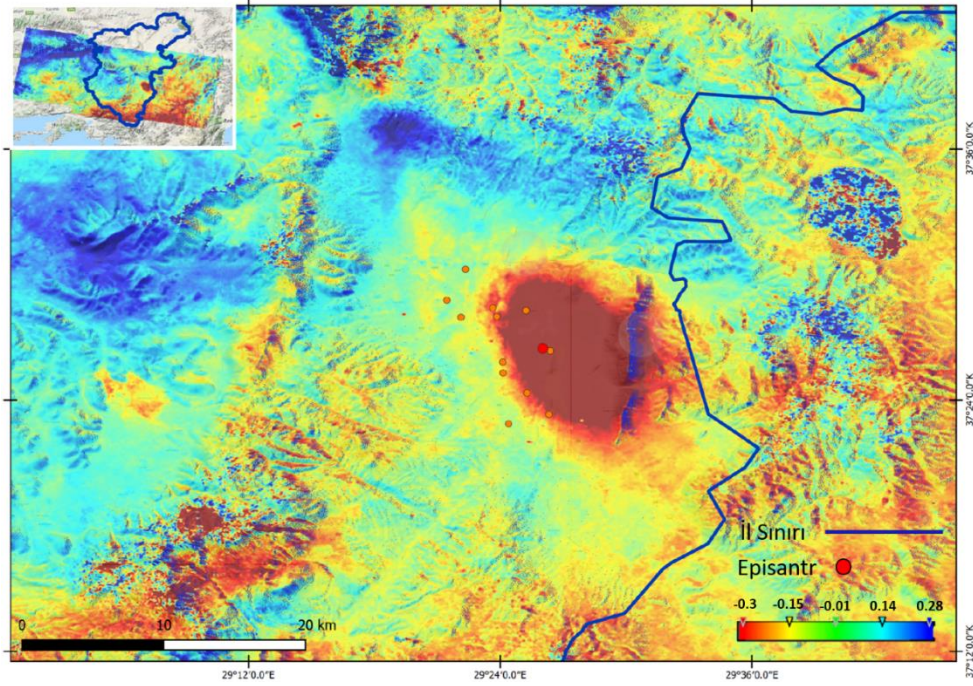 37°36'0.0"K
37°24'0.0"K
İl Sınırı
Episantr
-0.3 -0.15 -0.01 0.14 0.28
0 10 20 km
37°12'0.0"K
29°12'0.0"E 29°24'0.0"E 29°36'0.0"E